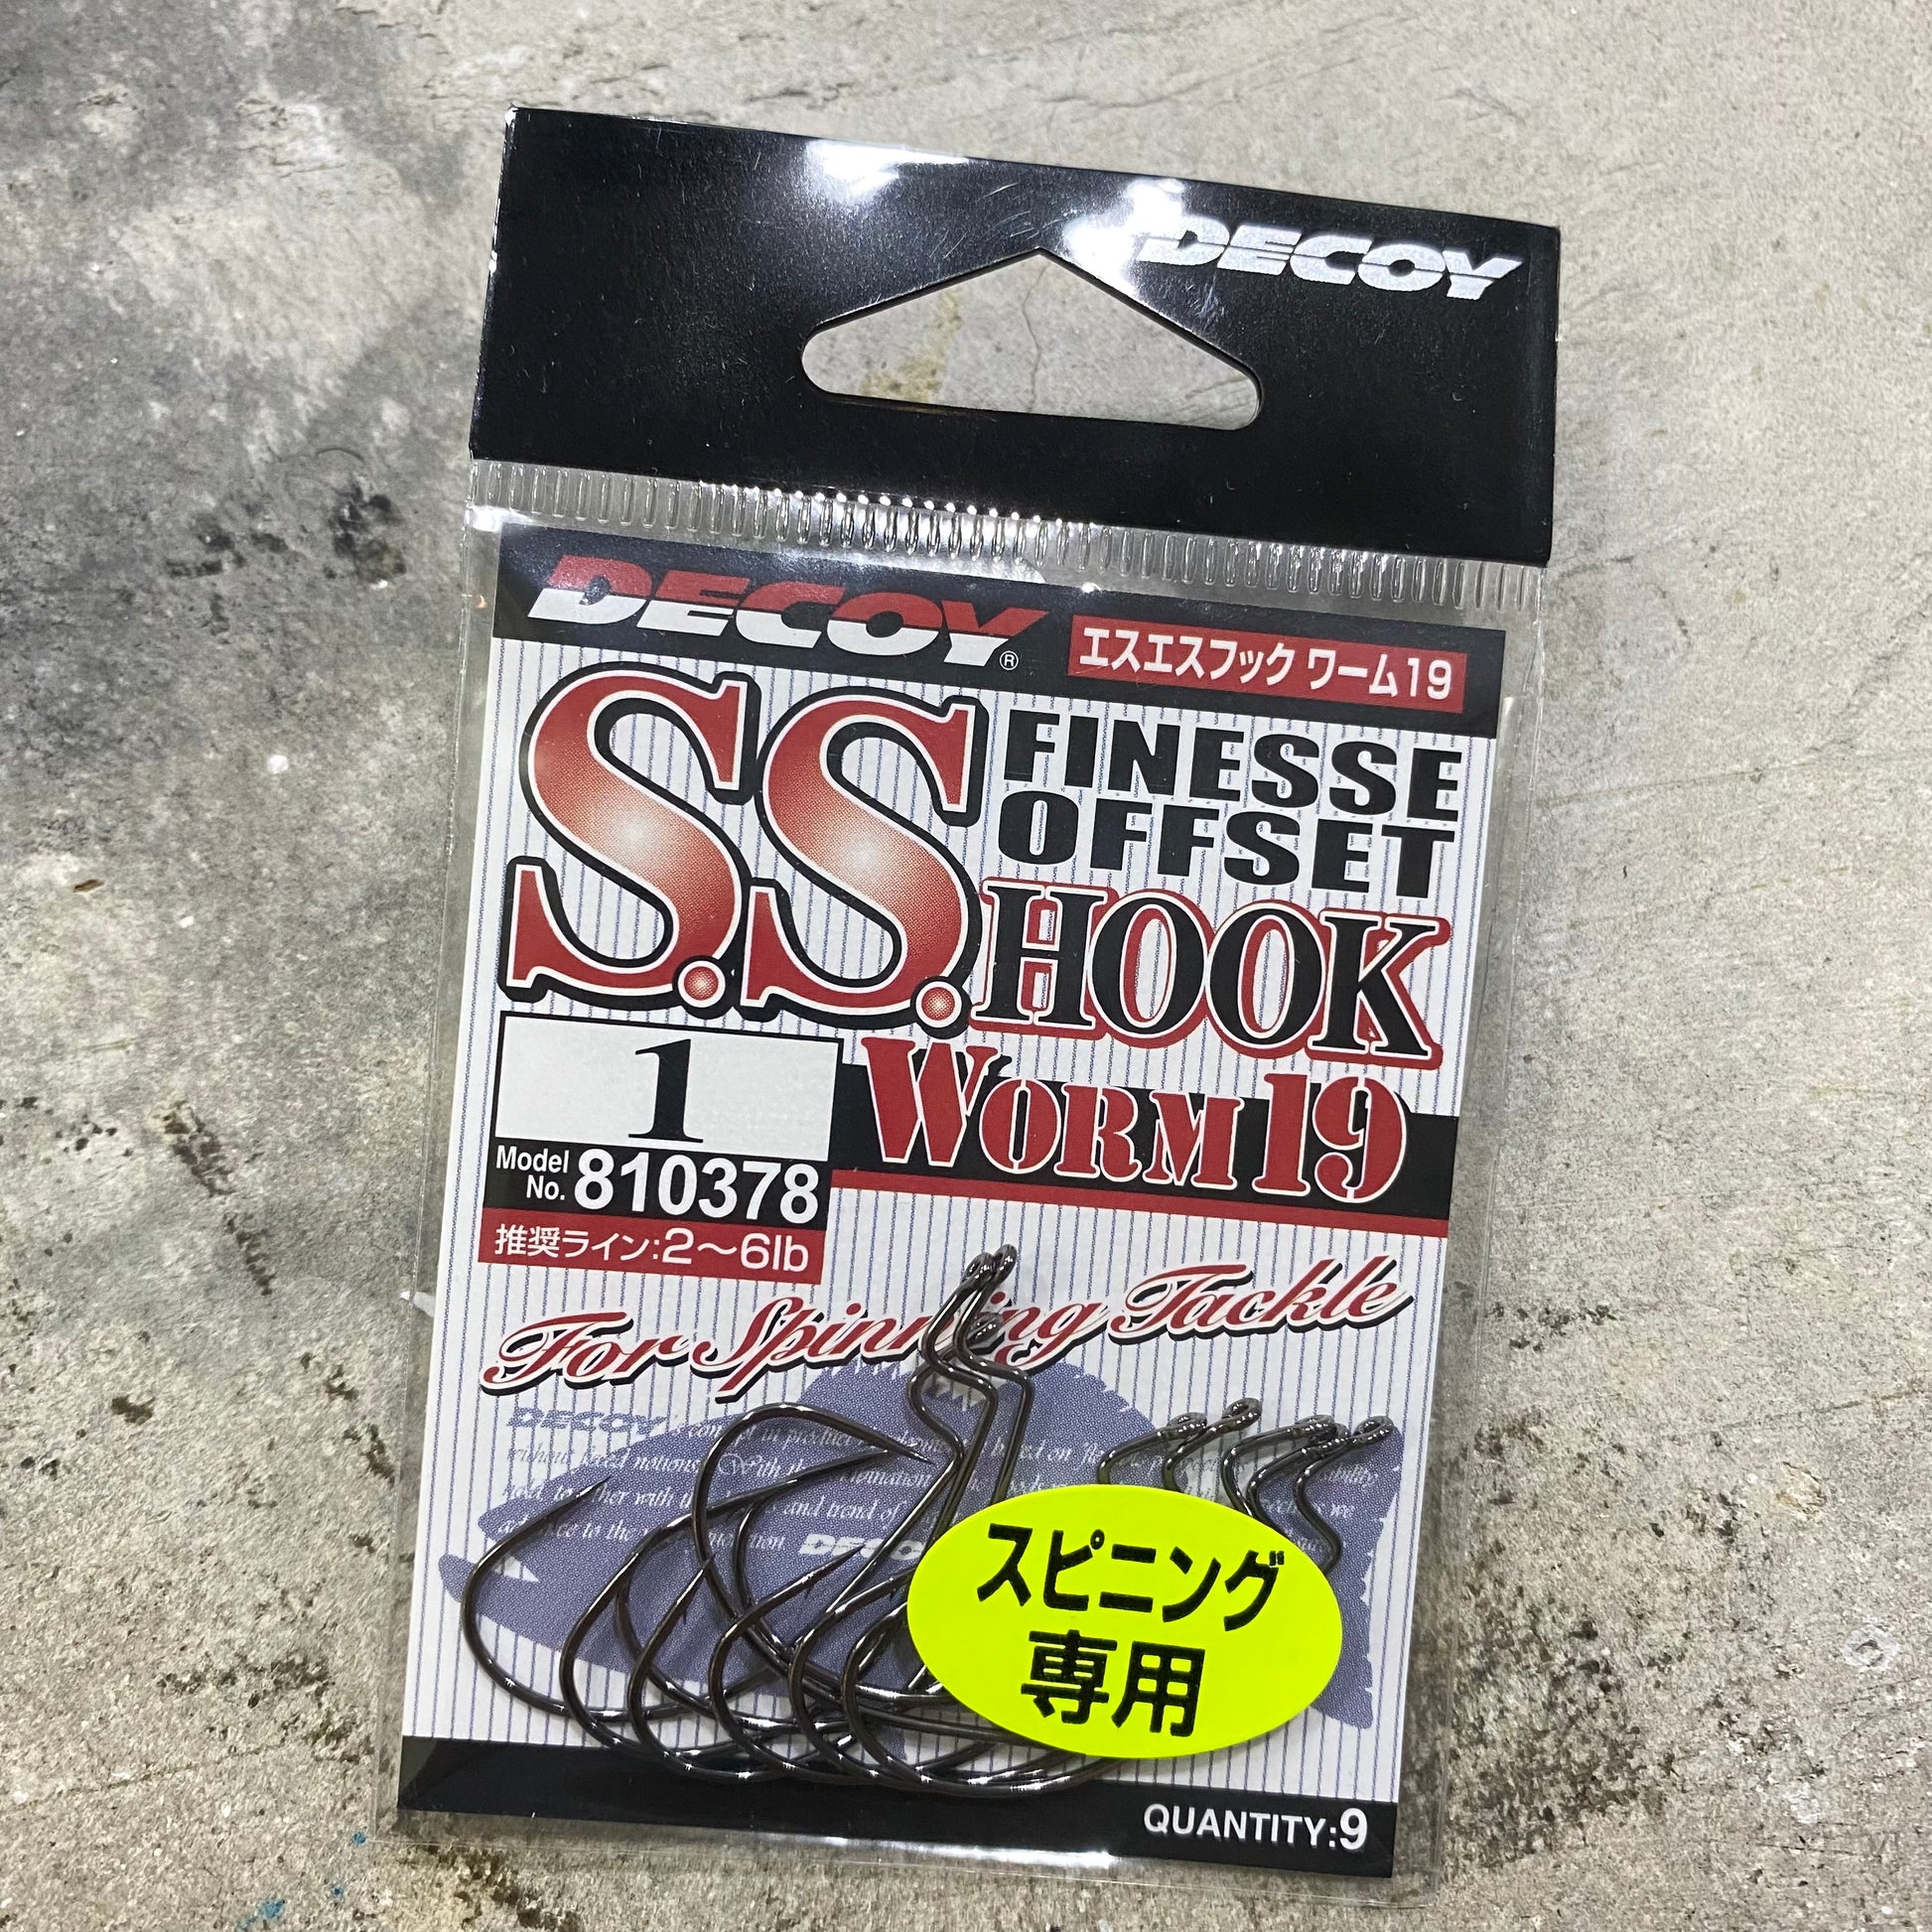 DECOY
DECOY®
エスエスフック ワーム19
S.S. FINESSE
OFFSET
HOOK
WORM19
1
Model No. 810378
推奨ライン:2～6lb
For Spinning Tackle
DECOY
スピニング
専用
QUANTITY:9